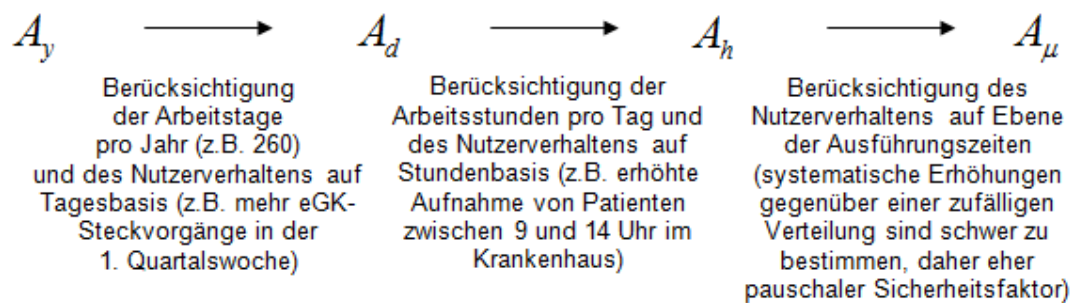 A_y → A_d → A_h → A_μ
Berücksichtigung
der Arbeitstage
pro Jahr (z.B. 260)
und des Nutzerverhaltens auf
Tagesbasis (z.B. mehr eGK-
Steckvorgänge in der
1. Quartalswoche)
Berücksichtigung der
Arbeitsstunden pro Tag und
des Nutzerverhaltens auf
Stundenbasis (z.B. erhöhte
Aufnahme von Patienten
zwischen 9 und 14 Uhr im
Krankenhaus)
Berücksichtigung des
Nutzerverhaltens auf Ebene
der Ausführungszeiten
(systematische Erhöhungen
gegenüber einer zufälligen
Verteilung sind schwer zu
bestimmen, daher eher
pauschaler Sicherheitsfaktor)